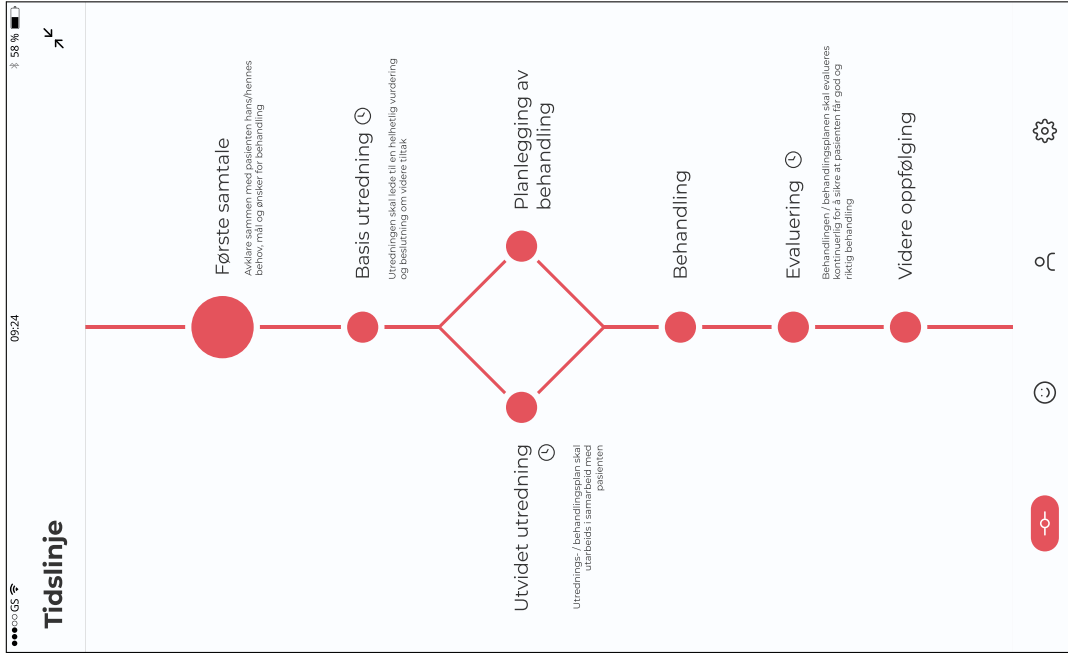 ●●●○○ GS
09:24
58 %
Tidslinje
Første samtale
Avklare sammen med pasienten hans/hennes
behov, mål og ønsker for behandling
Basis utredning
Utredningen skal lede til en helhetlig vurdering
og beslutning om videre tiltak
Utvidet utredning
Utrednings- / behandlingsplan skal
utarbeids i samarbeid med
pasienten
Planlegging av
behandling
Behandling
Evaluering
Behandlingen / behandlingsplanen skal evalueres
kontinuerlig for å sikre at pasienten får god og
riktig behandling
Videre oppfølging